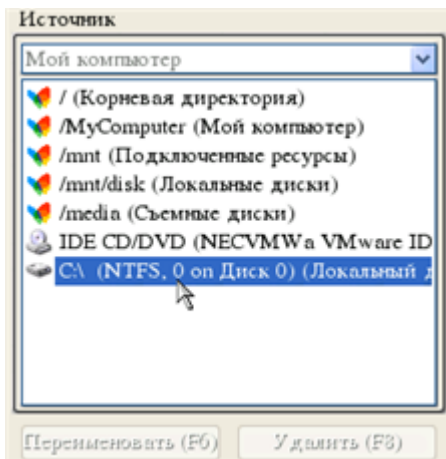 Источник
Мой компьютер
/ (Корневая директория)
/MyComputer (Мой компьютер)
/mnt (Подключенные ресурсы)
/mnt/disk (Локальные диски)
/media (Съемные диски)
IDE CD/DVD (NECVMWa VMware ID
C:\ (NTFS, 0 on Диск 0) (Локальный д
Переименовать (F6) Удалить (F8)